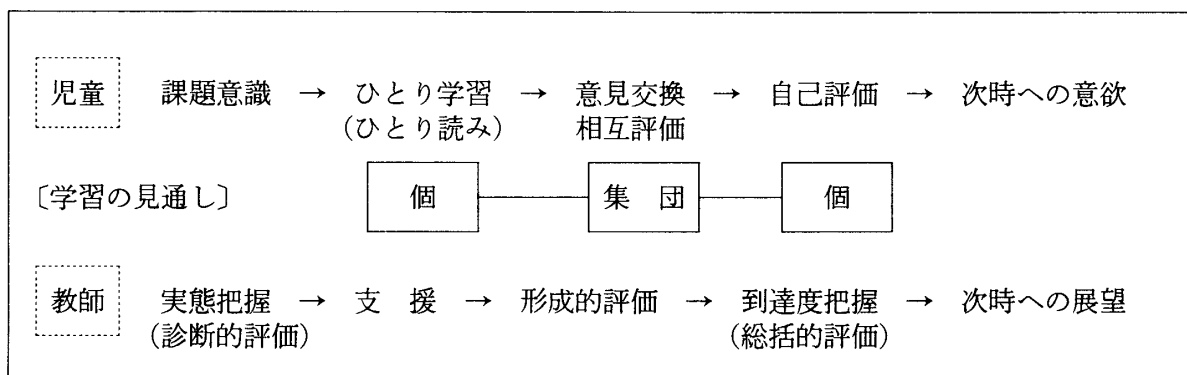 児童 課題意識 → ひとり学習 → 意見交換 → 自己評価 → 次時への意欲
(ひとり読み) 相互評価
〔学習の見通し〕 個 集 団 個
教師 実態把握 → 支 援 → 形成的評価 → 到達度把握 → 次時への展望
(診断的評価) (総括的評価)